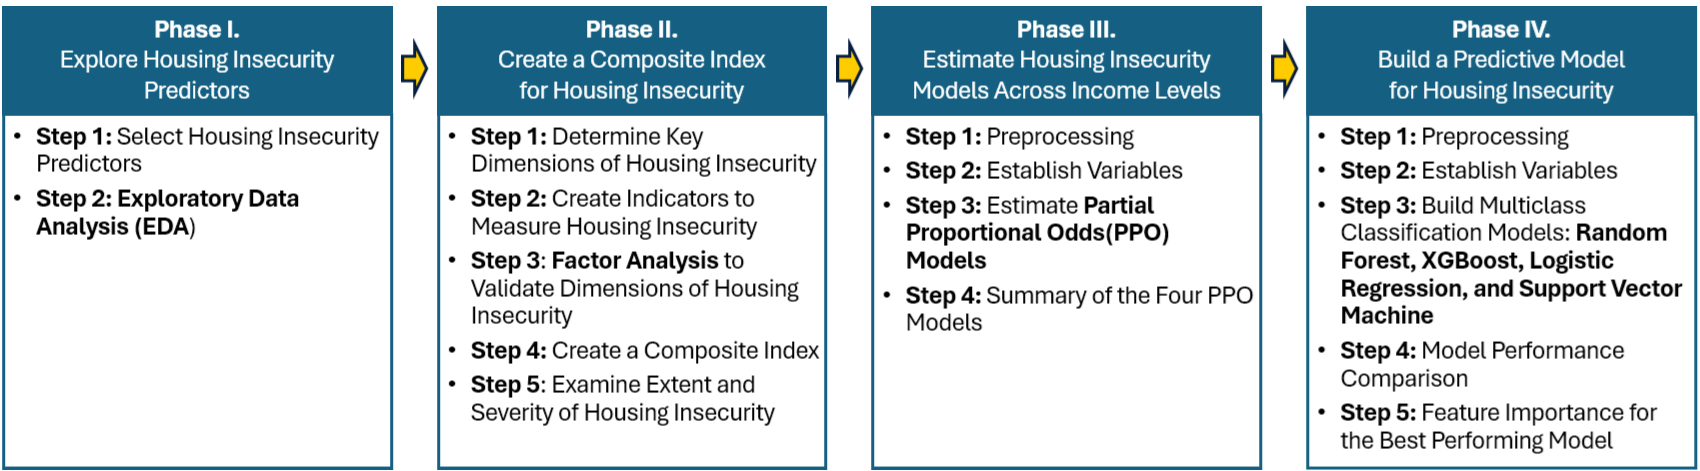 Phase I.
Explore Housing Insecurity
Predictors
• Step 1: Select Housing Insecurity
Predictors
• Step 2: Exploratory Data
Analysis (EDA)
Phase II.
Create a Composite Index
for Housing Insecurity
• Step 1: Determine Key
Dimensions of Housing Insecurity
• Step 2: Create Indicators to
Measure Housing Insecurity
• Step 3: Factor Analysis to
Validate Dimensions of Housing
Insecurity
• Step 4: Create a Composite Index
• Step 5: Examine Extent and
Severity of Housing Insecurity
Phase III.
Estimate Housing Insecurity
Models Across Income Levels
• Step 1: Preprocessing
• Step 2: Establish Variables
• Step 3: Estimate Partial
Proportional Odds(PPO)
Models
• Step 4: Summary of the Four PPO
Models
Phase IV.
Build a Predictive Model
for Housing Insecurity
• Step 1: Preprocessing
• Step 2: Establish Variables
• Step 3: Build Multiclass
Classification Models: Random
Forest, XGBoost, Logistic
Regression, and Support Vector
Machine
• Step 4: Model Performance
Comparison
• Step 5: Feature Importance for
the Best Performing Model